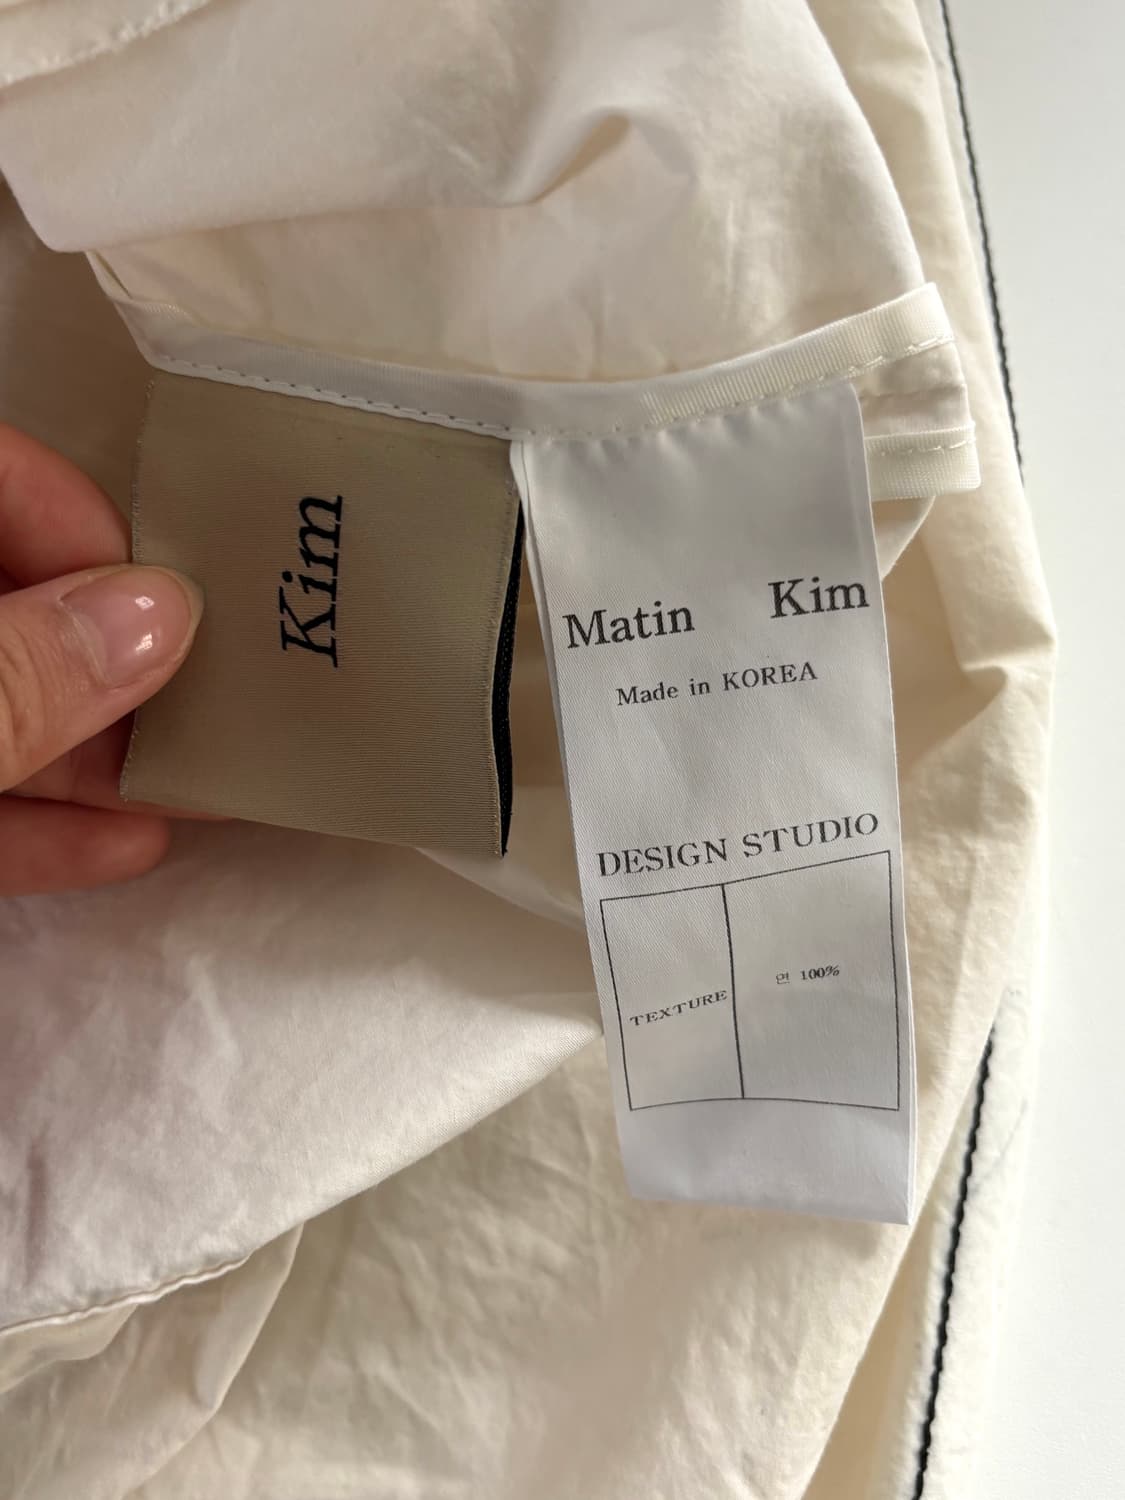 Kim
Matin Kim
Made in KOREA
DESIGN STUDIO
TEXTURE
면 100%